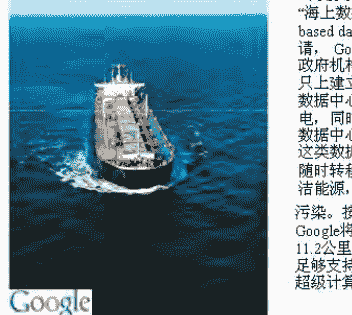 “海上数据
based da
请， Go
政府机构
只上建立
数据中心
电，同时
数据中心
这类数据
随时转移
洁能源，
污染。按
Google将
11.2公里
足够支持
超级计算
Google